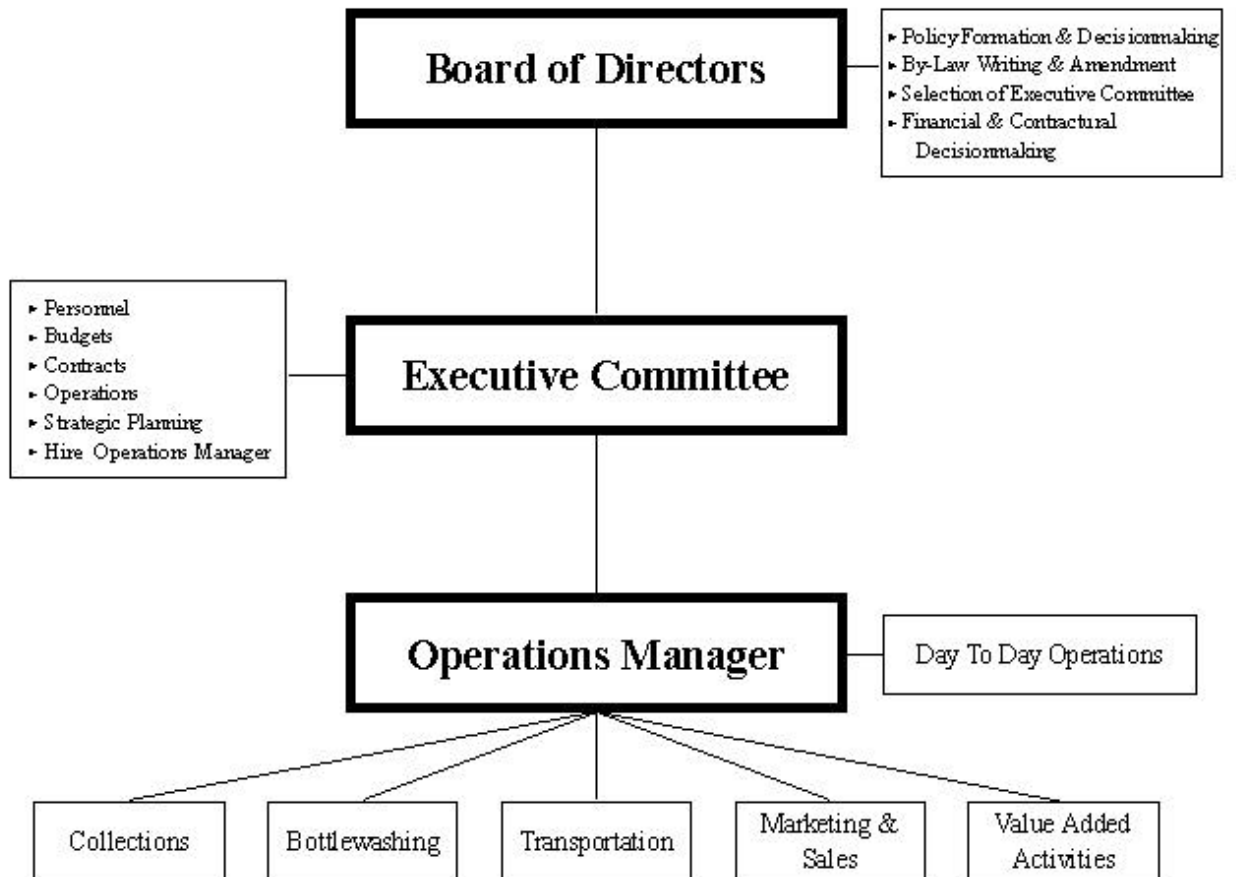 Board of Directors
▸ Policy Formation & Decisionmaking
▸ By-Law Writing & Amendment
▸ Selection of Executive Committee
▸ Financial & Contractural
Decisionmaking
▸ Personnel
▸ Budgets
▸ Contracts
▸ Operations
▸ Strategic Planning
▸ Hire Operations Manager
Executive Committee
Operations Manager
Day To Day Operations
Collections
Bottlewashing
Transportation
Marketing &
Sales
Value Added
Activities